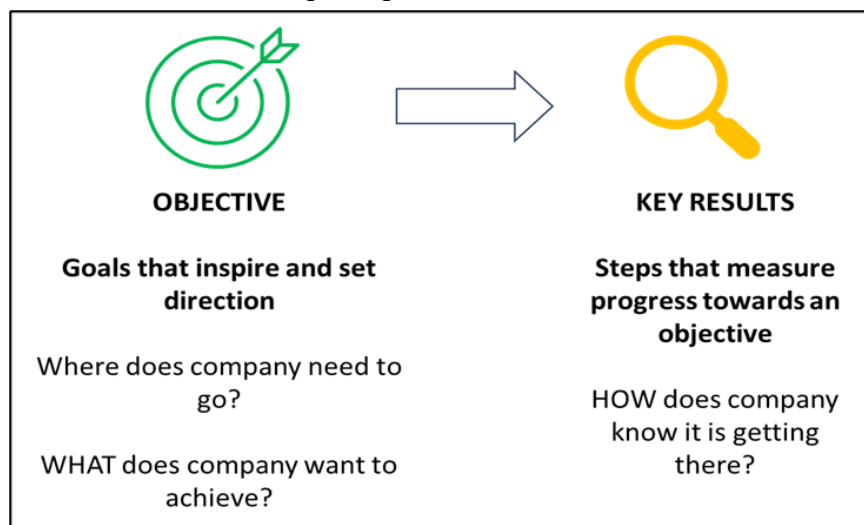 OBJECTIVE
Goals that inspire and set
direction
Where does company need to
go?
WHAT does company want to
achieve?
KEY RESULTS
Steps that measure
progress towards an
objective
HOW does company
know it is getting
there?